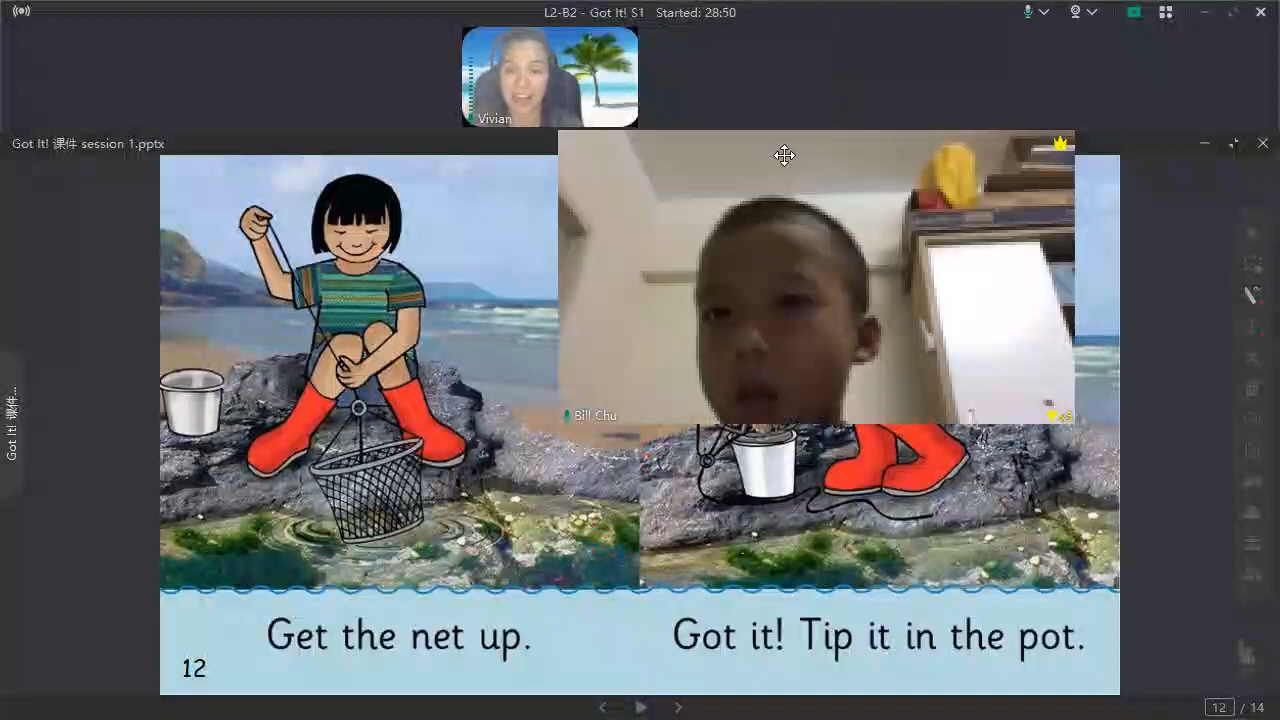 L2-B2 - Got It! S1 Started: 28:50
Vivian
Got It! 课件 session 1.pptx
Bill Chu
Got It! 课件...
Get the net up.
Got it! Tip it in the pot.
12
12 / 14